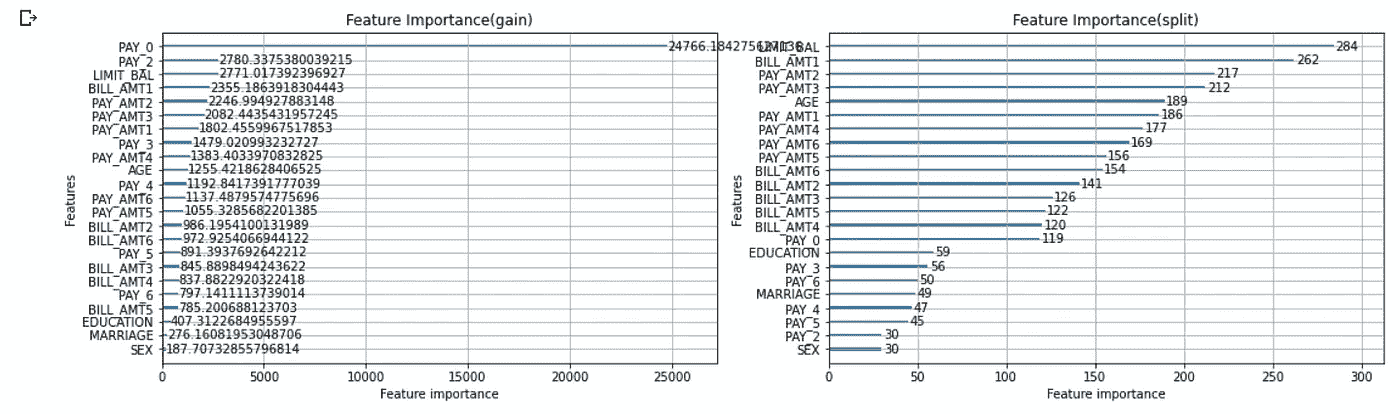 Feature Importance(gain)
PAY_0 24766.184275627136
PAY_2 2780.3375380039215
LIMIT_BAL 2771.017392396927
BILL_AMT1 2355.1863918304443
PAY_AMT2 2246.994927883148
PAY_AMT3 2082.4435431957245
PAY_AMT1 1802.4559967517853
PAY_3 1479.020993232727
PAY_AMT4 1383.4033970832825
AGE 1255.4218628406525
PAY_4 1192.8417391777039
PAY_AMT6 1137.4879574775696
PAY_AMT5 1055.3285682201385
BILL_AMT2 986.1954100131989
BILL_AMT6 972.9254066944122
PAY_5 891.3937692642212
BILL_AMT3 845.8898494243622
BILL_AMT4 837.8822920322418
PAY_6 797.1411113739014
BILL_AMT5 785.200688123703
EDUCATION 407.3122684955597
MARRIAGE 276.16081953048706
SEX 187.70732855796814
Features
0 5000 10000 15000 20000 25000
Feature importance
Feature Importance(split)
LIMIT_BAL 284
BILL_AMT1 262
PAY_AMT2 217
PAY_AMT3 212
AGE 189
PAY_AMT1 186
PAY_AMT4 177
PAY_AMT6 169
PAY_AMT5 156
BILL_AMT6 154
BILL_AMT2 141
BILL_AMT3 126
BILL_AMT5 122
BILL_AMT4 120
PAY_0 119
EDUCATION 59
PAY_3 56
PAY_6 50
MARRIAGE 49
PAY_4 47
PAY_5 45
PAY_2 30
SEX 30
Features
0 50 100 150 200 250 300
Feature importance